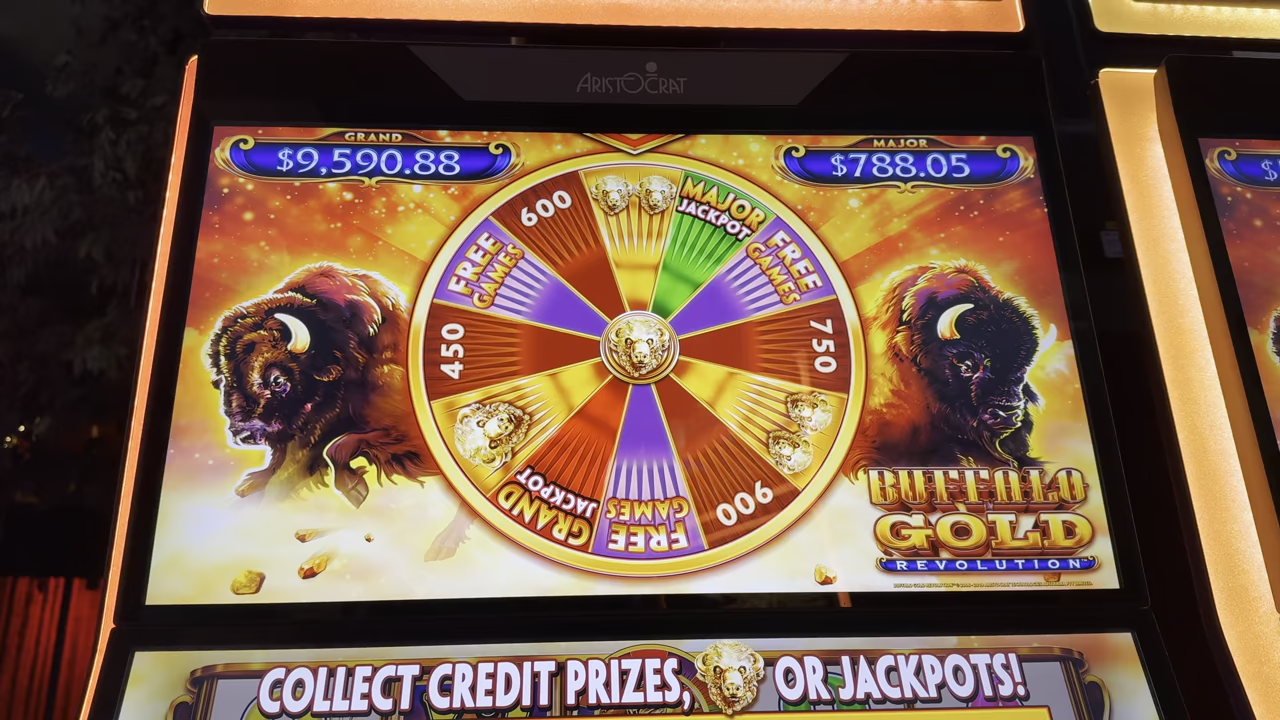 ARISTOCRAT
GRAND
$9,590.88
MAJOR
$788.05
600
MAJOR
JACKPOT
FREE
GAMES
FREE
GAMES
450
750
GRAND
JACKPOT
FREE
GAMES
900
BUFFALO
GOLD
REVOLUTION™
COLLECT CREDIT PRIZES, OR JACKPOTS!